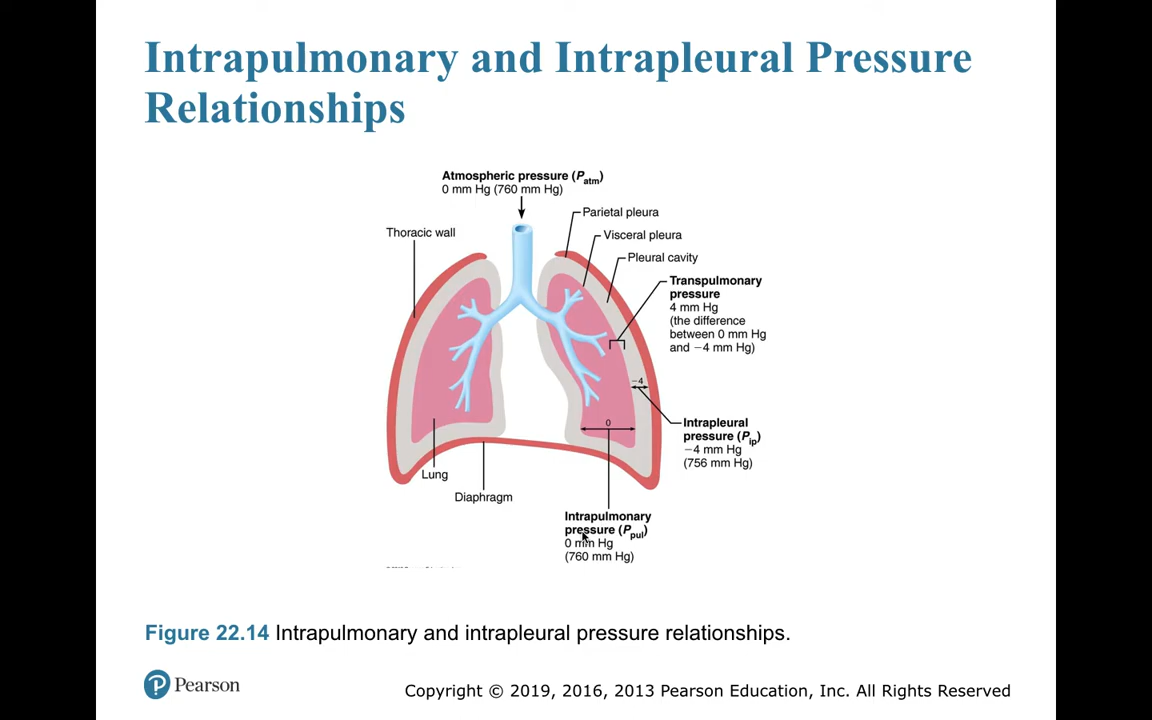 Intrapulmonary and Intrapleural Pressure
Relationships
Atmospheric pressure (Patm)
0 mm Hg (760 mm Hg)
Parietal pleura
Thoracic wall
Visceral pleura
Pleural cavity
Transpulmonary
pressure
4 mm Hg
(the difference
between 0 mm Hg
and −4 mm Hg)
−4
0
Intrapleural
pressure (Pip)
−4 mm Hg
(756 mm Hg)
Lung
Diaphragm
Intrapulmonary
pressure (Ppul)
0 mm Hg
(760 mm Hg)
Figure 22.14 Intrapulmonary and intrapleural pressure relationships.
P Pearson
Copyright © 2019, 2016, 2013 Pearson Education, Inc. All Rights Reserved